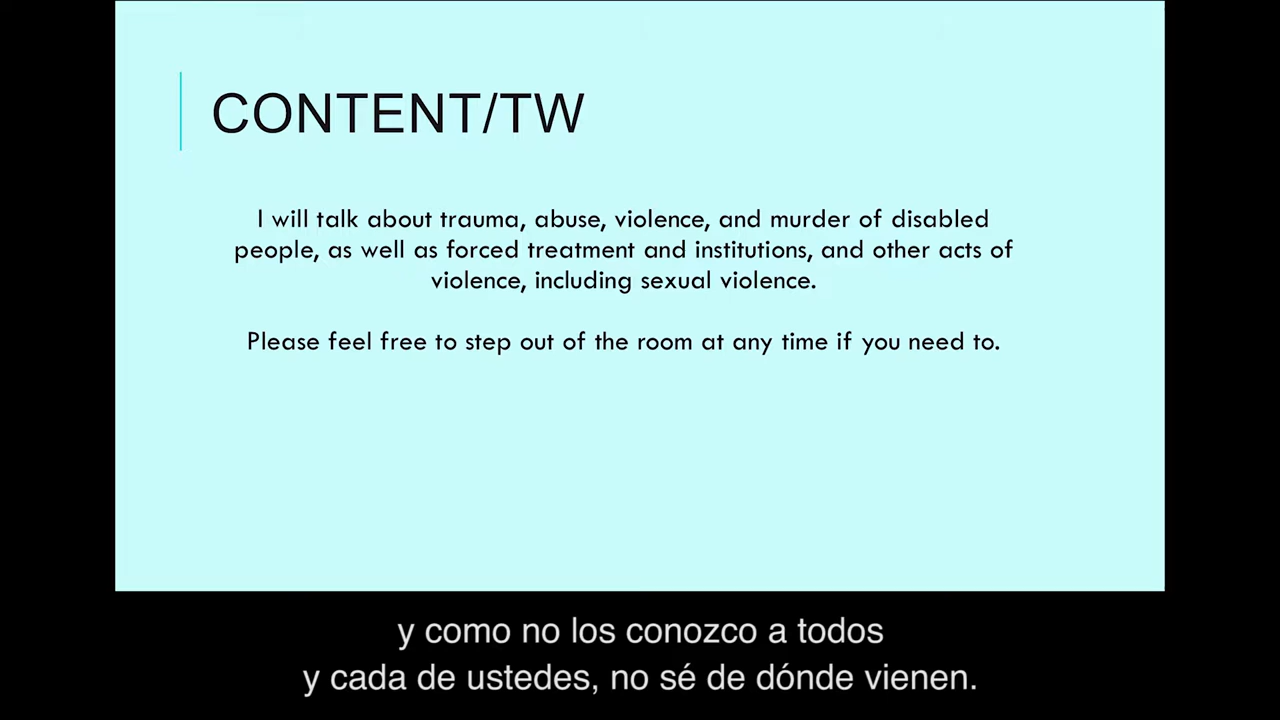 CONTENT/TW
I will talk about trauma, abuse, violence, and murder of disabled
people, as well as forced treatment and institutions, and other acts of
violence, including sexual violence.
Please feel free to step out of the room at any time if you need to.
y como no los conozco a todos
y cada de ustedes, no sé de dónde vienen.